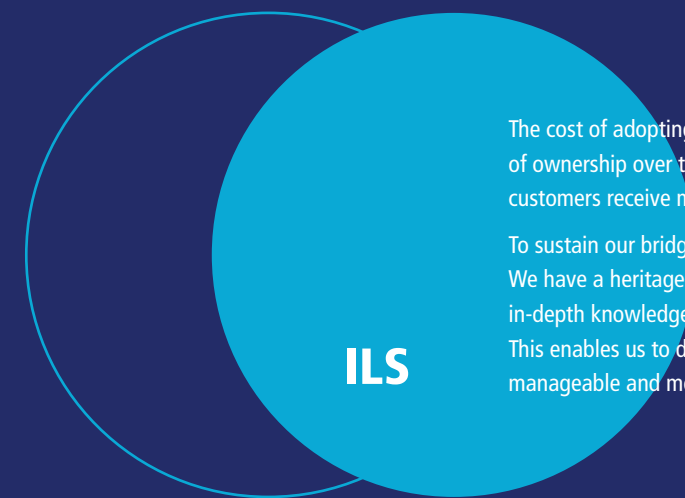 The cost of adopting
of ownership over t
customers receive
To sustain our bridg
We have a heritage
in-depth knowledge
This enables us to d
manageable and
ILS